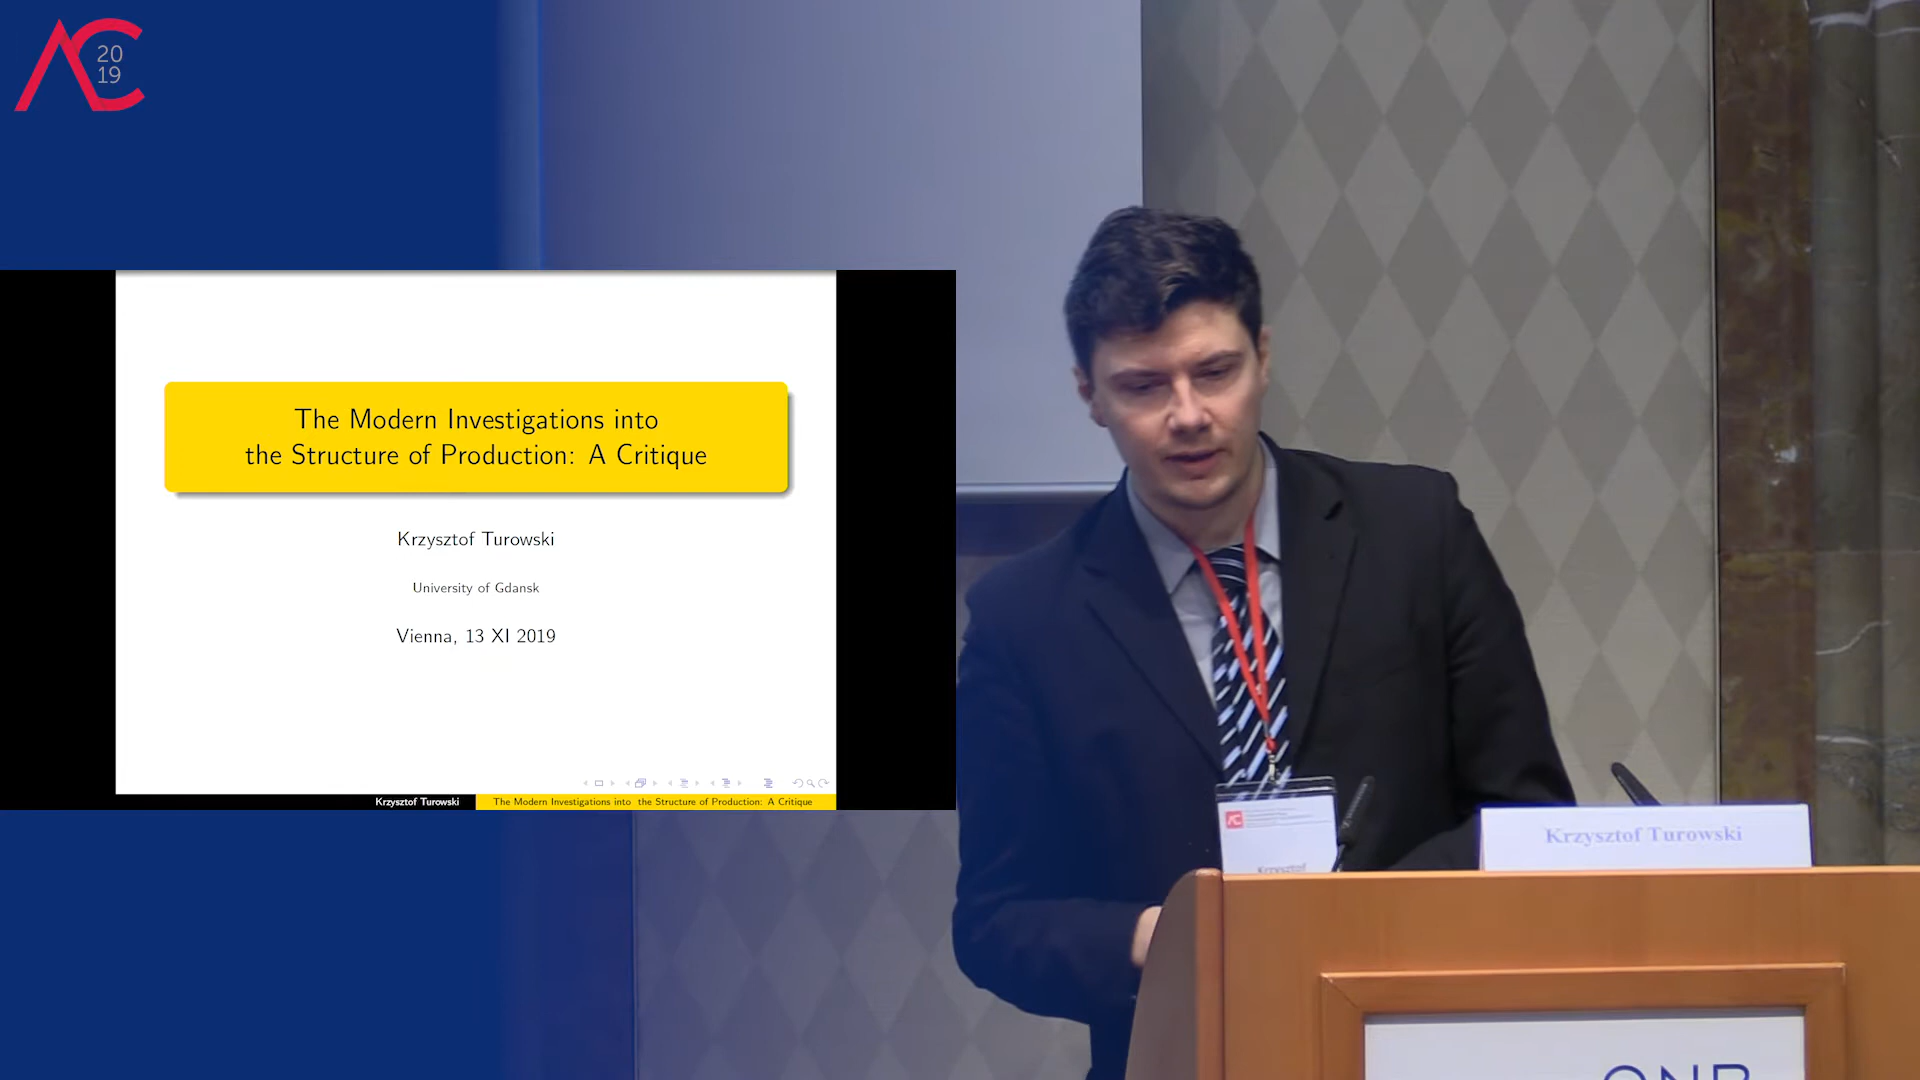 20
19
The Modern Investigations into
the Structure of Production: A Critique
Krzysztof Turowski
University of Gdansk
Vienna, 13 XI 2019
Krzysztof Turowski
The Modern Investigations into the Structure of Production: A Critique
Krzysztof
Krzysztof Turowski